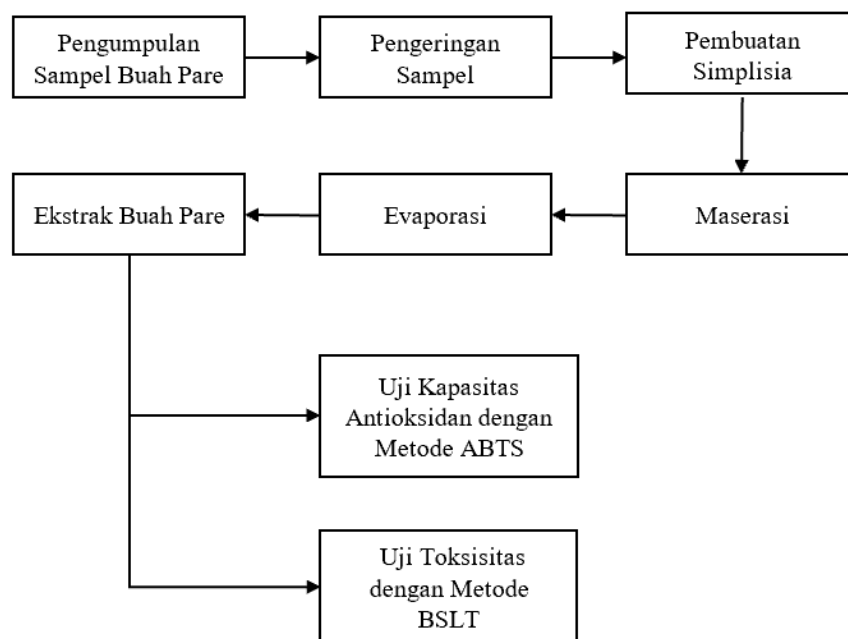 Pengumpulan
Sampel Buah Pare
Pengeringan
Sampel
Pembuatan
Simplisia
Maserasi
Evaporasi
Ekstrak Buah Pare
Uji Kapasitas
Antioksidan dengan
Metode ABTS
Uji Toksisitas
dengan Metode
BSLT